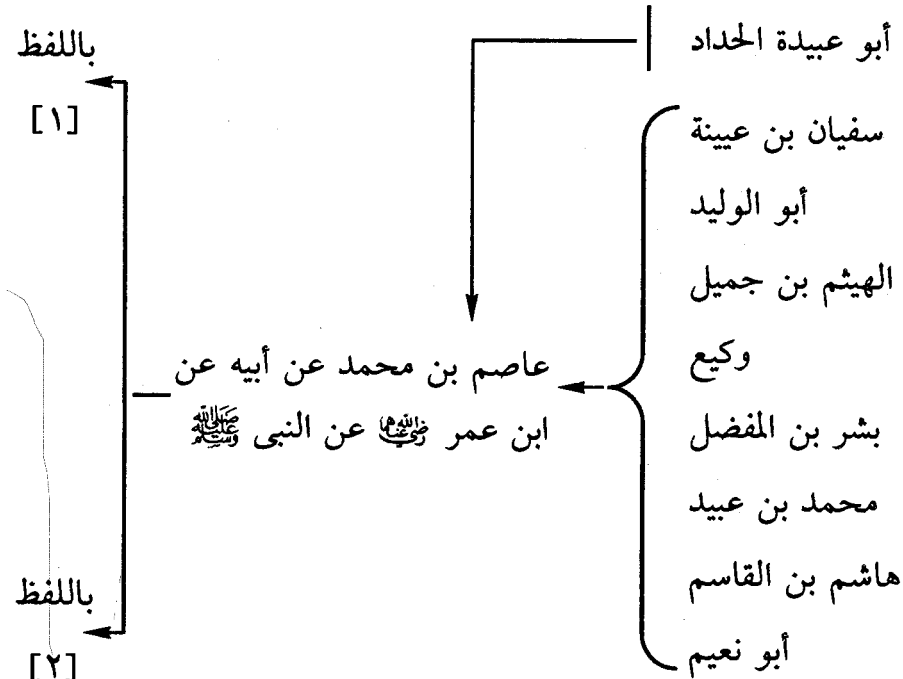 أبو عبيدة الحداد
سفيان بن عيينة
أبو الوليد
الهيثم بن جميل
وكيع
بشر بن المفضل
محمد بن عبيد
هاشم بن القاسم
أبو نعيم
عاصم بن محمد عن أبيه عن
ابن عمر رضي الله عنهما عن النبى ﷺ
باللفظ
[١]
باللفظ
[٢]